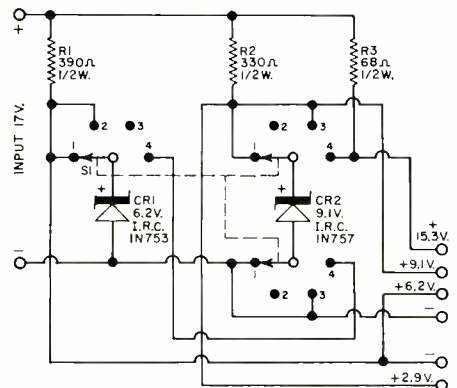 +
R1
390Ω
1/2W.
R2
330Ω
1/2W.
R3
68Ω
1/2W.
INPUT 17V.
2
3
1
4
S1
2
3
1
4
+
CR1
6.2V.
I.R.C.
1N753
+
CR2
9.1V.
I.R.C.
1N757
−
1
4
2
3
+
15.3V.
+9.1V.
+6.2V.
−
−
+2.9V.